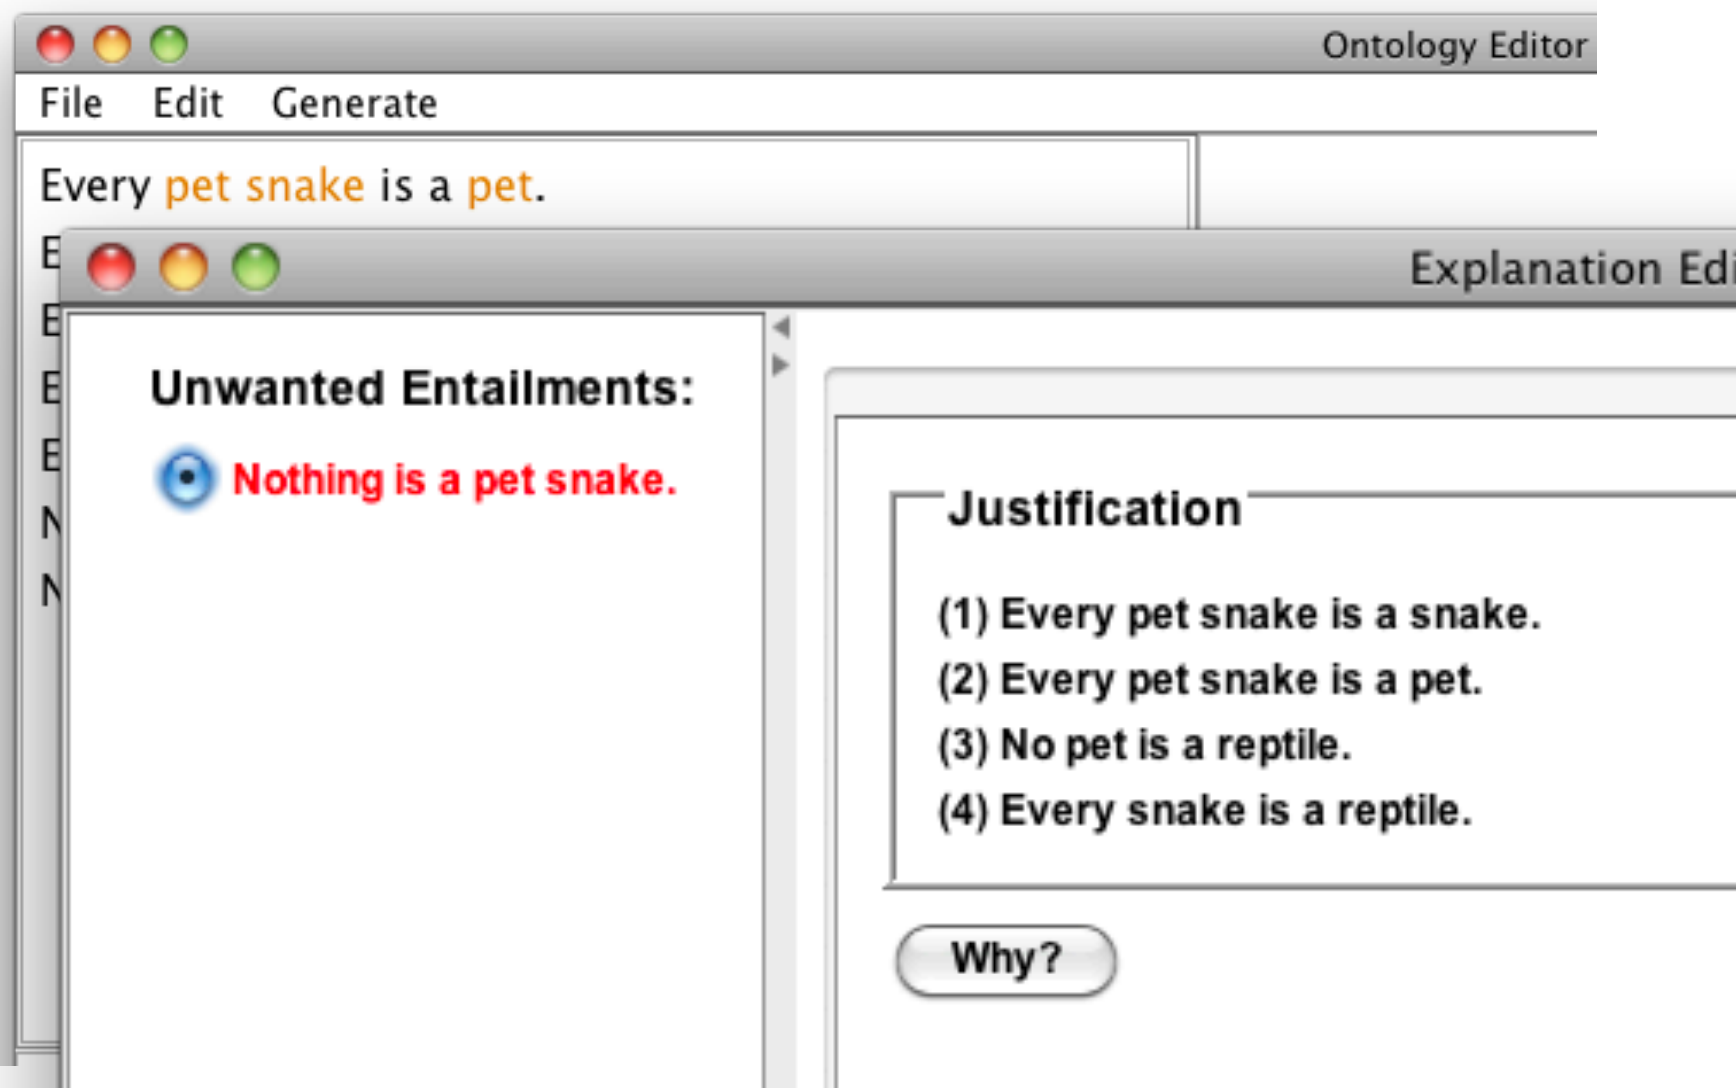 Ontology Editor
File Edit Generate
Every pet snake is a pet.
Explanation
Unwanted Entailments:
Nothing is a pet snake.
Justification
(1) Every pet snake is a snake.
(2) Every pet snake is a pet.
(3) No pet is a reptile.
(4) Every snake is a reptile.
Why?